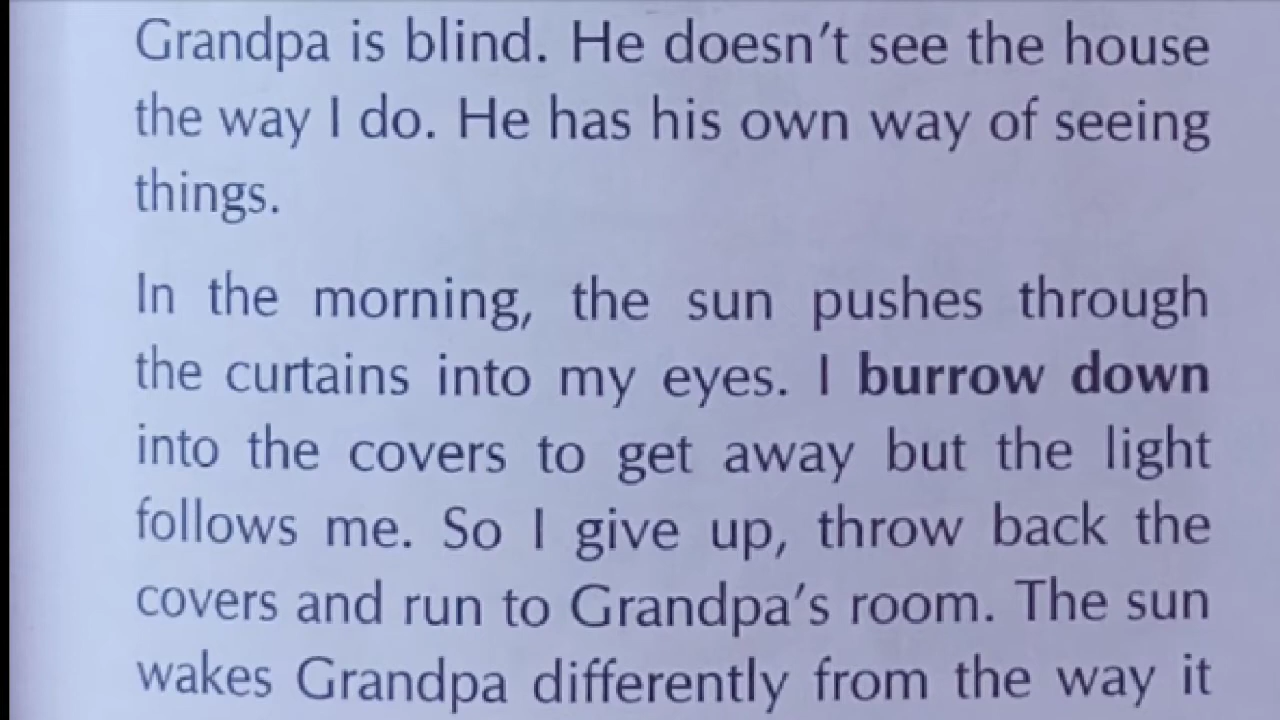 Grandpa is blind. He doesn't see the house
the way I do. He has his own way of seeing
things.
In the morning, the sun pushes through
the curtains into my eyes. I burrow down
into the covers to get away but the light
follows me. So I give up, throw back the
covers and run to Grandpa's room. The sun
wakes Grandpa differently from the way it